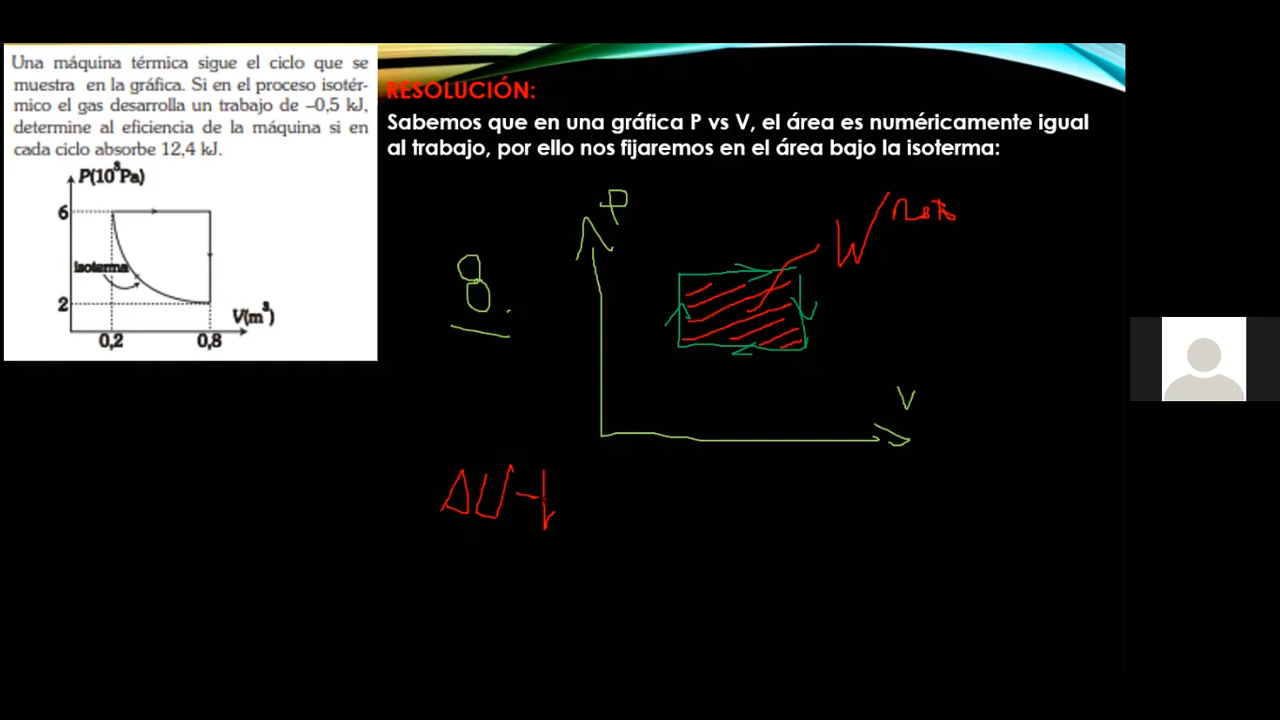 Una máquina térmica sigue el ciclo que se
muestra en la gráfica. Si en el proceso isotér-
mico el gas desarrolla un trabajo de –0,5 kJ,
determine al eficiencia de la máquina si en
cada ciclo absorbe 12,4 kJ.
P(10³Pa)
6
isoterma
2
V(m³)
0,2
0,8
RESOLUCIÓN:
Sabemos que en una gráfica P vs V, el área es numéricamente igual
al trabajo, por ello nos fijaremos en el área bajo la isoterma:
P
W neto
8.
V
ΔU